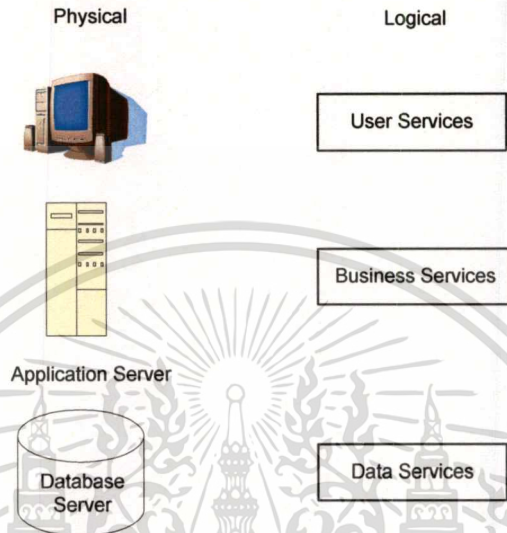 Physical
Logical
User Services
Business Services
Application Server
Database
Server
Data Services